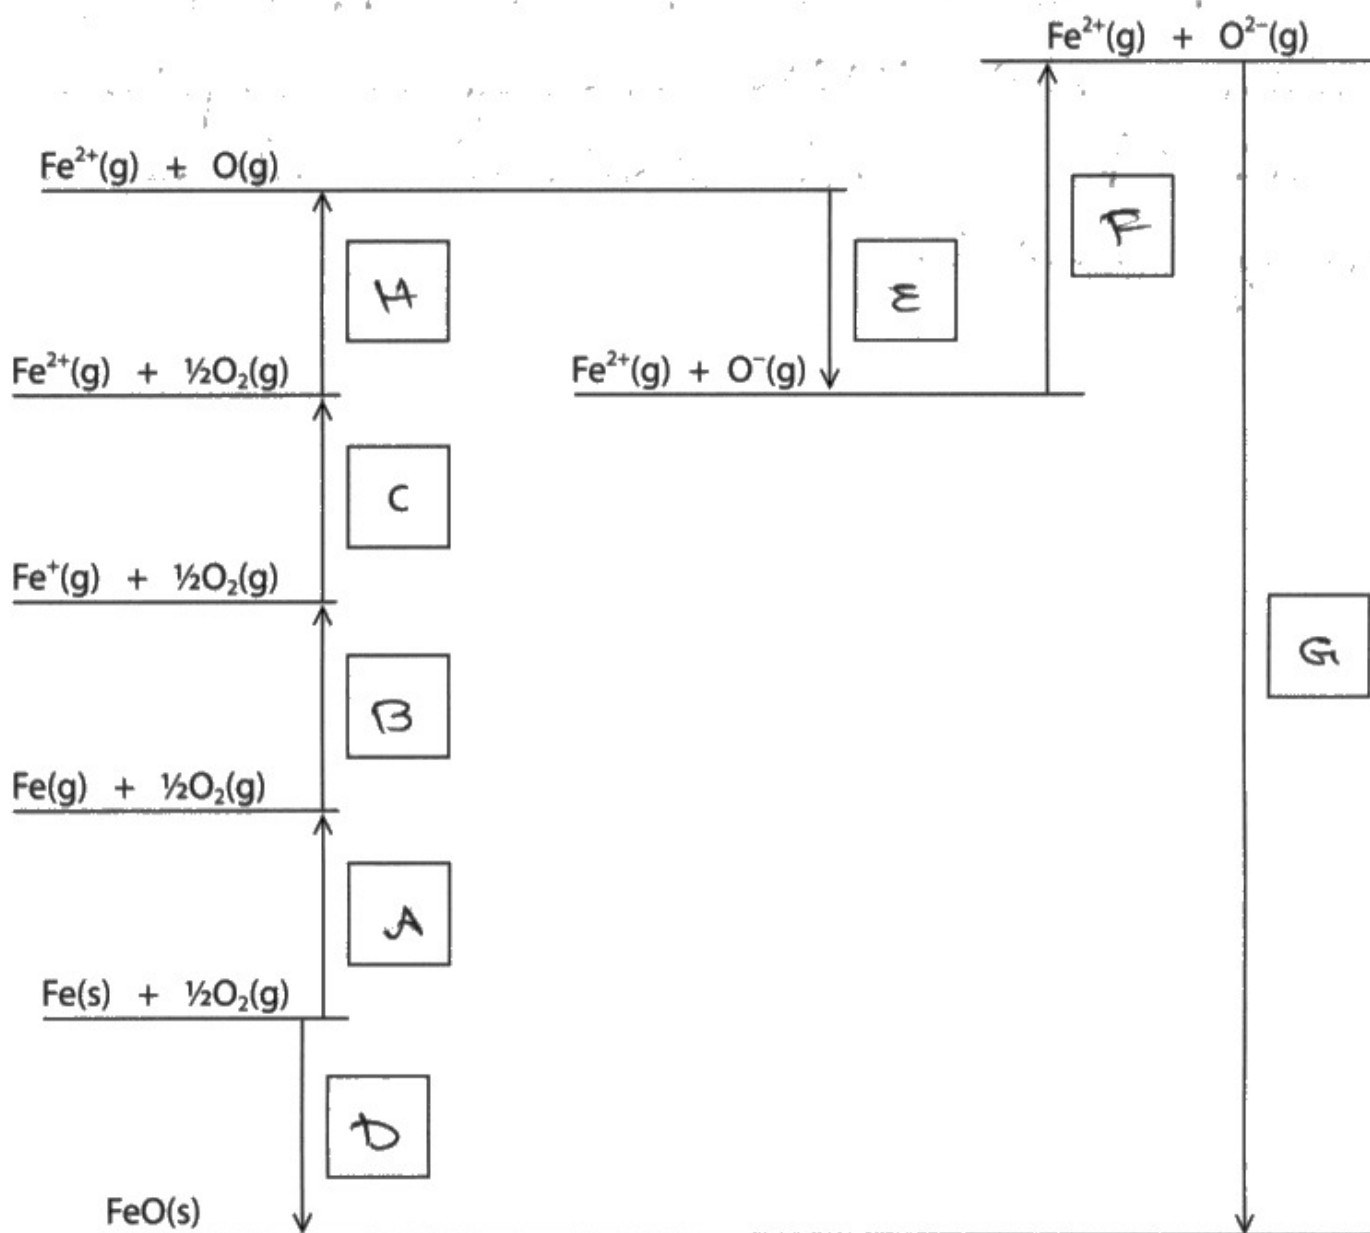 Fe²⁺(g) + O²⁻(g)
Fe²⁺(g) + O(g)
F
H
E
Fe²⁺(g) + ½O₂(g)
Fe²⁺(g) + O⁻(g)
C
Fe⁺(g) + ½O₂(g)
G
B
Fe(g) + ½O₂(g)
A
Fe(s) + ½O₂(g)
D
FeO(s)